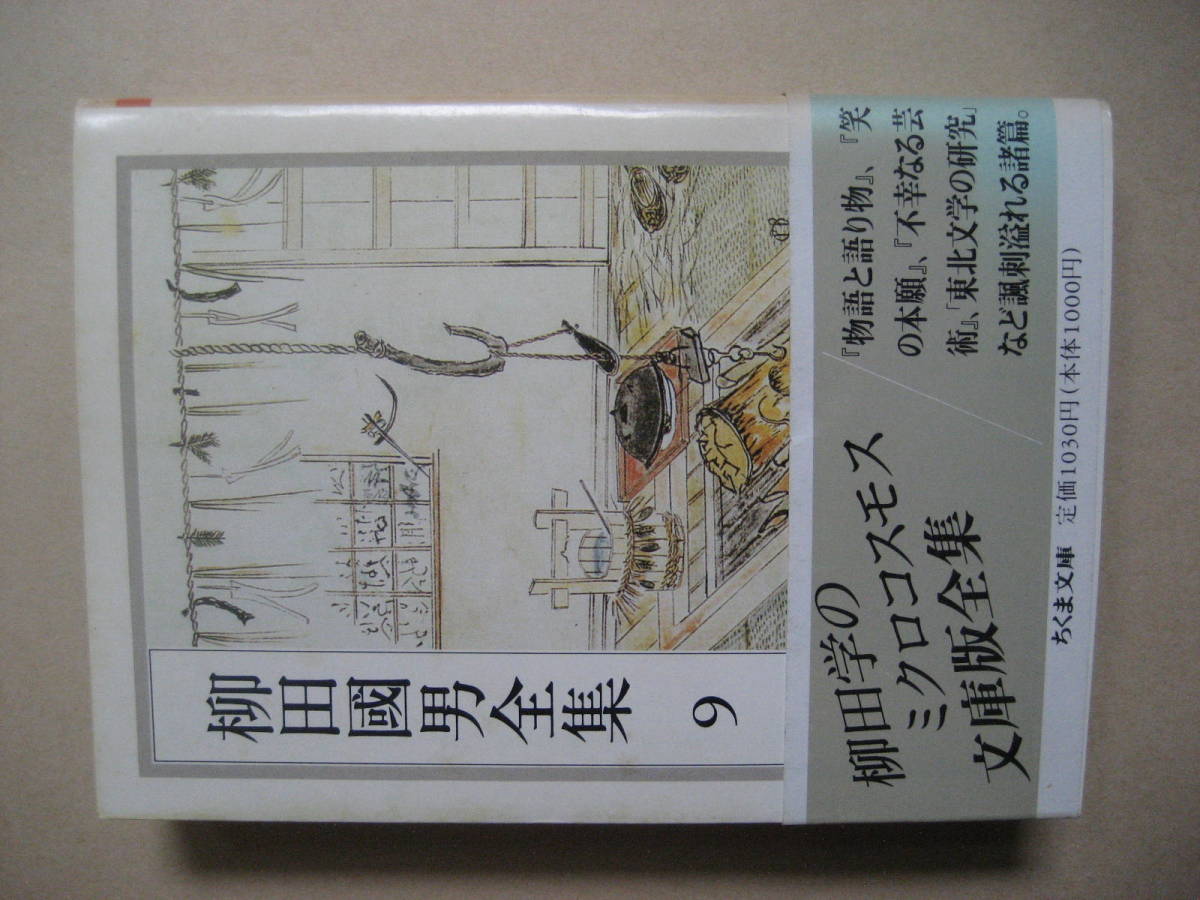 柳田國男全集
9
柳田学の
ミクロコスモス
文庫版全集
『物語と語り物』、『笑
の本願』、『不幸なる芸
術』、「東北文学の研究」
など諷刺溢れる諸篇。
ちくま文庫 定価1030円(本体1000円)